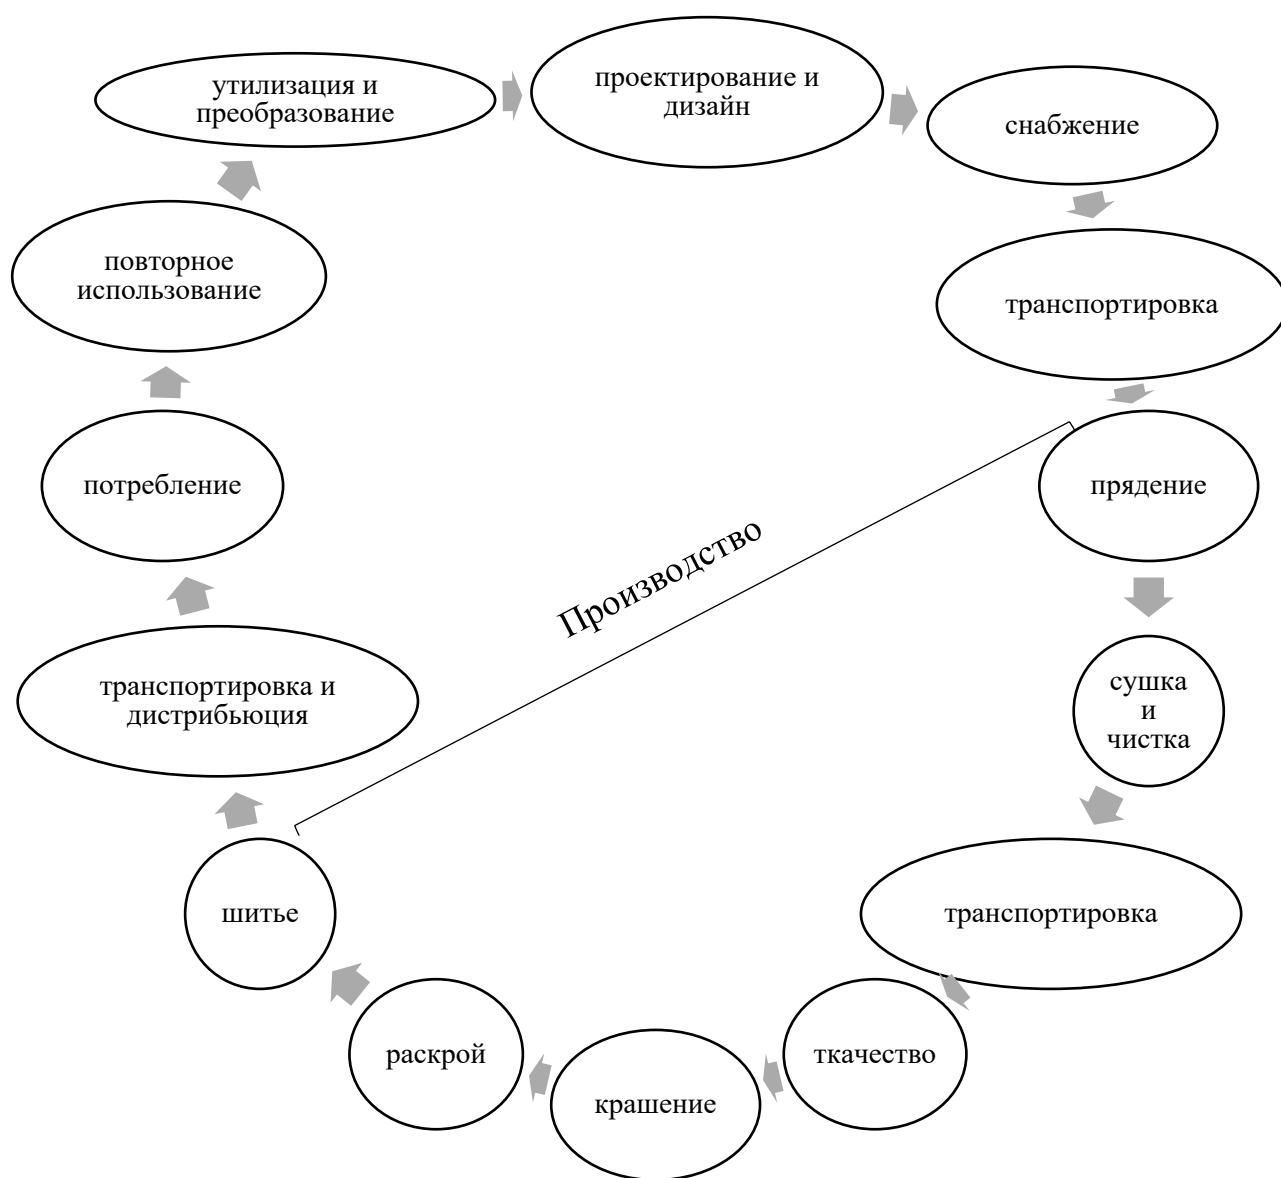 проектирование и
дизайн
снабжение
транспортировка
прядение
сушка
и
чистка
транспортировка
ткачество
крашение
раскрой
шитье
транспортировка и
дистрибьюция
потребление
повторное
использование
утилизация и
преобразование
Производство